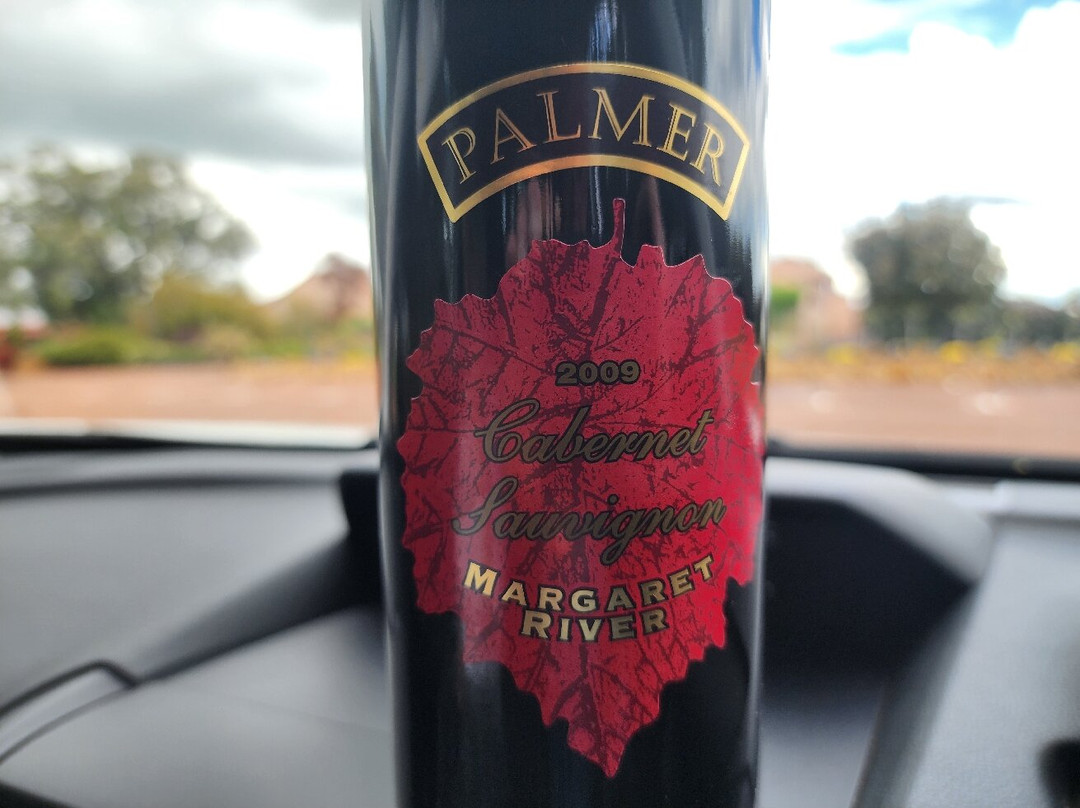 PALMER
2009
Cabernet
Sauvignon
MARGARET
RIVER